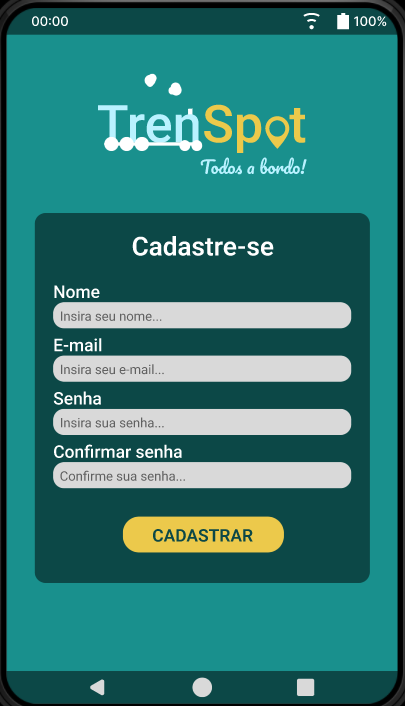 00:00
100%
TrenSpot
Todos a bordo!
Cadastre-se
Nome
Insira seu nome...
E-mail
Insira seu e-mail...
Senha
Insira sua senha...
Confirmar senha
Confirme sua senha...
CADASTRAR